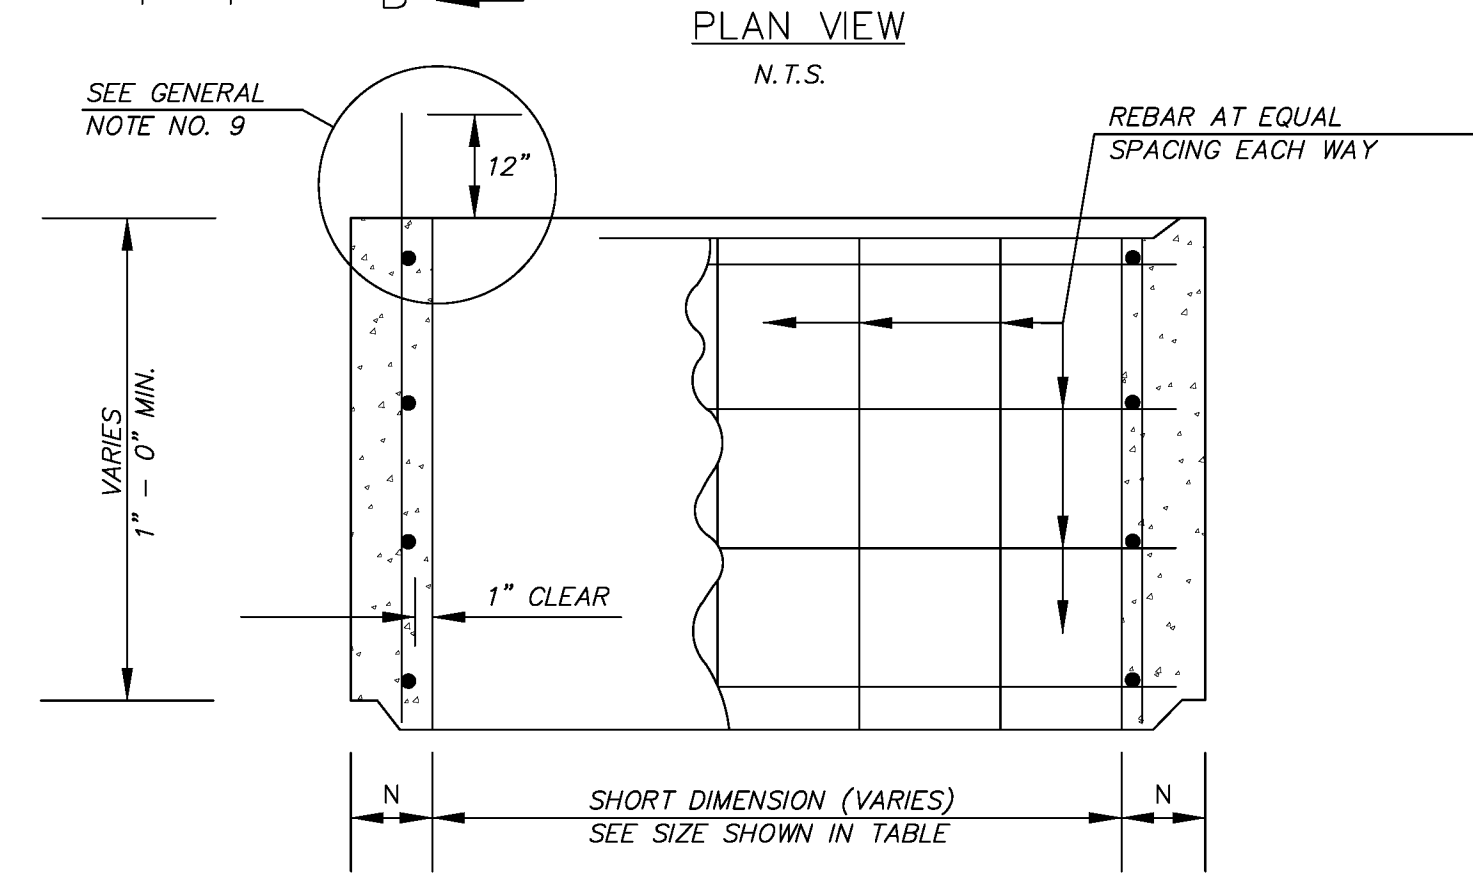 PLAN VIEW
N.T.S.
SEE GENERAL
NOTE NO. 9
12"
REBAR AT EQUAL
SPACING EACH WAY
VARIES
1" - 0" MIN.
1" CLEAR
N
SHORT DIMENSION (VARIES)
SEE SIZE SHOWN IN TABLE
N